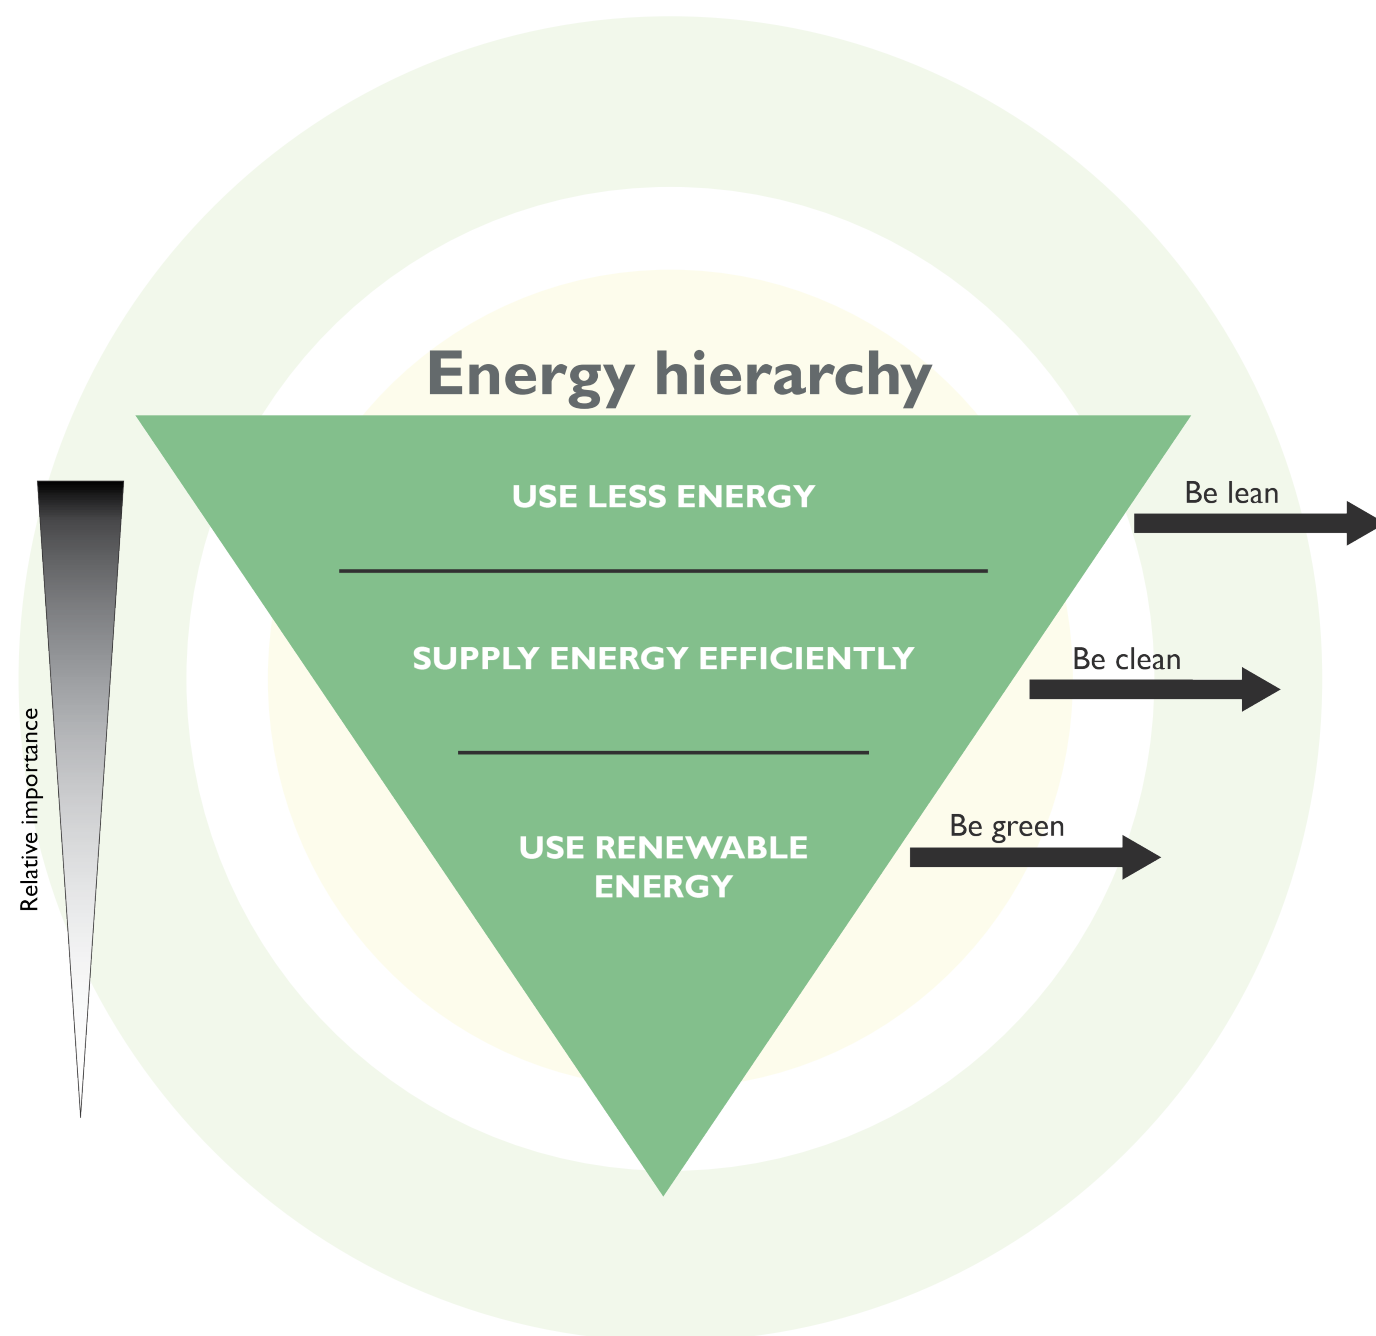 Energy hierarchy
USE LESS ENERGY
Be lean
SUPPLY ENERGY EFFICIENTLY
Be clean
USE RENEWABLE
ENERGY
Be green
Relative importance